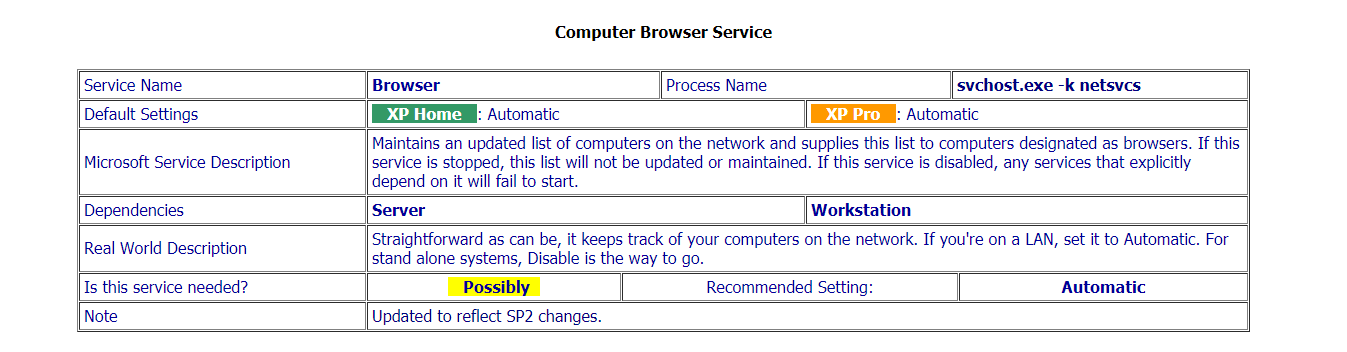 Computer Browser Service
Service Name Browser Process Name svchost.exe -k netsvcs
Default Settings XP Home : Automatic XP Pro : Automatic
Microsoft Service Description
Maintains an updated list of computers on the network and supplies this list to computers designated as browsers. If this
service is stopped, this list will not be updated or maintained. If this service is disabled, any services that explicitly
depend on it will fail to start.
Dependencies Server Workstation
Real World Description
Straightforward as can be, it keeps track of your computers on the network. If you're on a LAN, set it to Automatic. For
stand alone systems, Disable is the way to go.
Is this service needed? Possibly Recommended Setting: Automatic
Note Updated to reflect SP2 changes.